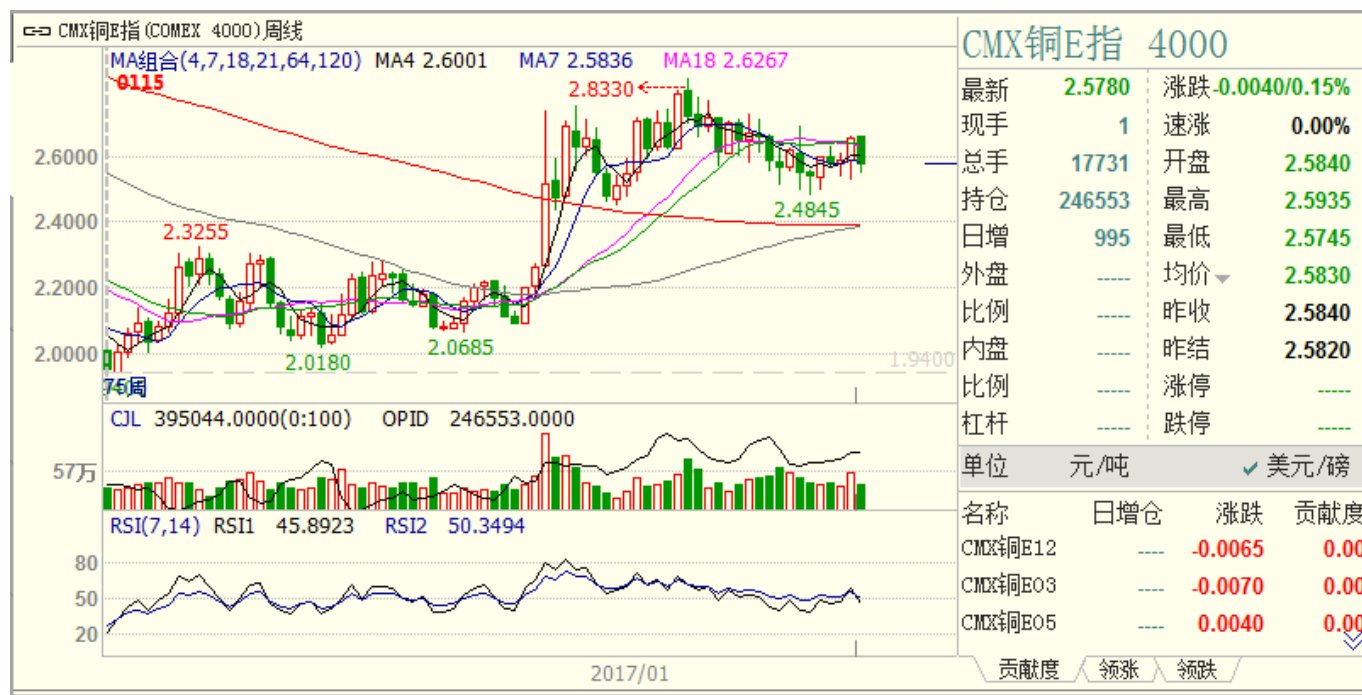 CMX铜E指(COMEX 4000)周线
MA组合(4,7,18,21,64,120) MA4 2.6001 MA7 2.5836 MA18 2.6267
0115
2.8330
2.6000
2.4845
2.4000
2.3255
2.2000
2.0685
2.0180
2.0000
1.9400
75周
CJL 395044.0000(0:100) OPID 246553.0000
57万
RSI(7,14) RSI1 45.8923 RSI2 50.3494
80
50
20
2017/01
CMX铜E指 4000
最新 2.5780 涨跌 -0.0040/0.15%
现手 1 速涨 0.00%
总手 17731 开盘 2.5840
持仓 246553 最高 2.5935
日增 995 最低 2.5745
外盘 ----- 均价 2.5830
比例 ----- 昨收 2.5840
内盘 ----- 昨结 2.5820
比例 ----- 涨停 -----
杠杆 ----- 跌停 -----
单位 元/吨 ✓ 美元/磅
名称 日增仓 涨跌 贡献度
CMX铜E12 ---- -0.0065 0.00
CMX铜E03 ---- -0.0070 0.00
CMX铜E05 ---- 0.0040 0.00
贡献度 领涨 领跌